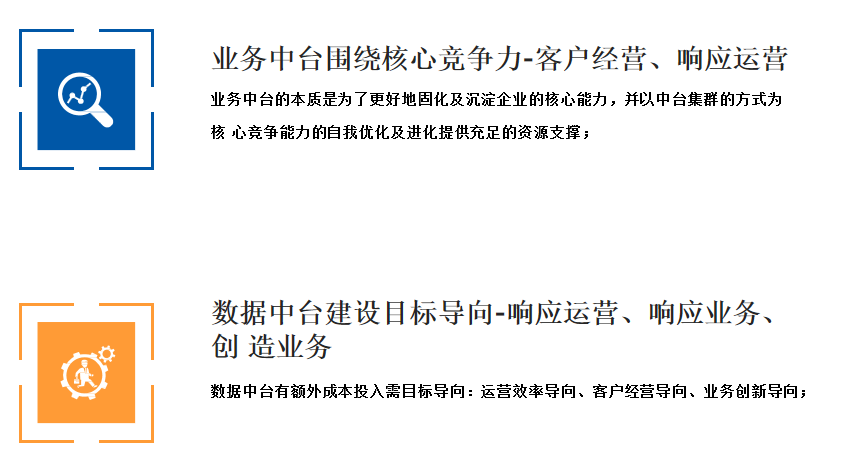 业务中台围绕核心竞争力-客户经营、响应运营
业务中台的本质是为了更好地固化及沉淀企业的核心能力，并以中台集群的方式为
核 心竞争能力的自我优化及进化提供充足的资源支撑；
数据中台建设目标导向-响应运营、响应业务、
创 造业务
数据中台有额外成本投入需目标导向：运营效率导向、客户经营导向、业务创新导向；